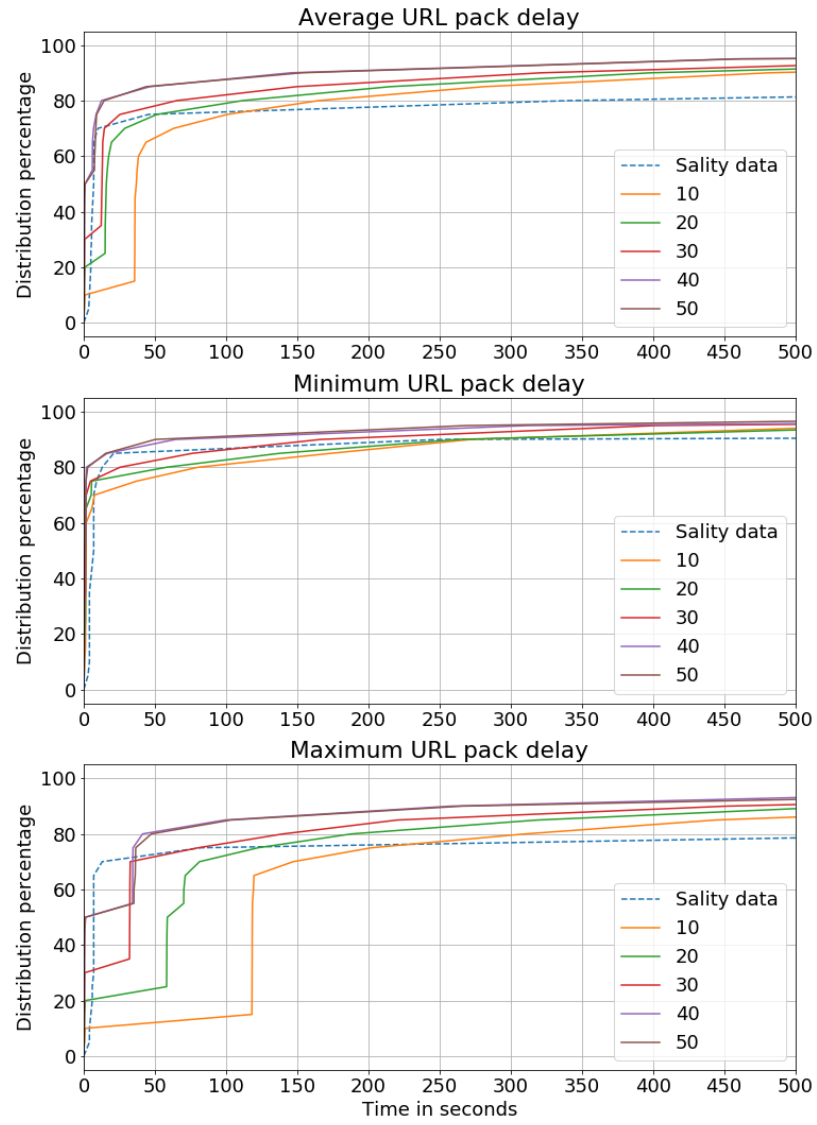 Average URL pack delay
Distribution percentage
100
80
60
40
20
0
Sality data
10
20
30
40
50
0 50 100 150 200 250 300 350 400 450 500
Minimum URL pack delay
Distribution percentage
100
80
60
40
20
0
Sality data
10
20
30
40
50
0 50 100 150 200 250 300 350 400 450 500
Maximum URL pack delay
Distribution percentage
100
80
60
40
20
0
Sality data
10
20
30
40
50
0 50 100 150 200 250 300 350 400 450 500
Time in seconds